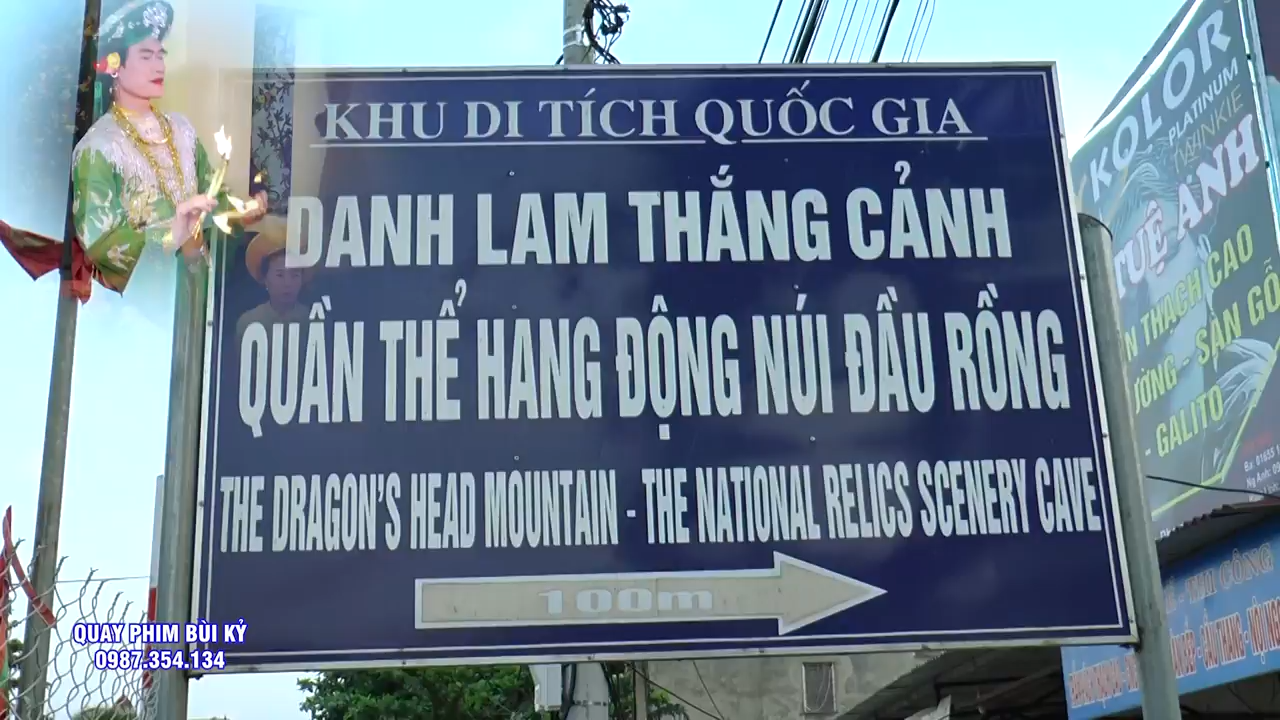 KHU DI TÍCH QUỐC GIA
DANH LAM THẮNG CẢNH
QUẦN THỂ HANG ĐỘNG NÚI ĐẦU RỒNG
THE DRAGON'S HEAD MOUNTAIN - THE NATIONAL RELICS SCENERY CAVE
100m
QUAY PHIM BÙI KỶ
0987.354.134
KOLOR
PLATINUM
TUỆ ANH
THẠCH CAO
- SÀN GỖ
- GALITO
THI CÔNG